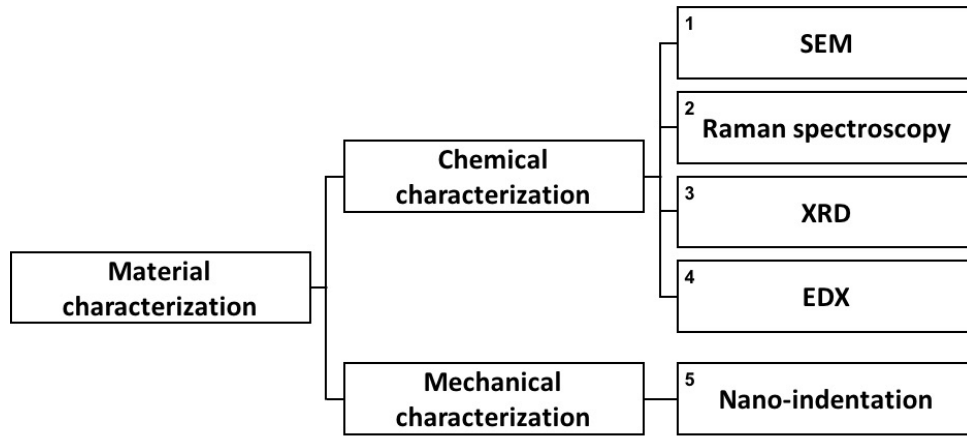 Material
characterization
Chemical
characterization
Mechanical
characterization
1
SEM
2
Raman spectroscopy
3
XRD
4
EDX
5
Nano-indentation